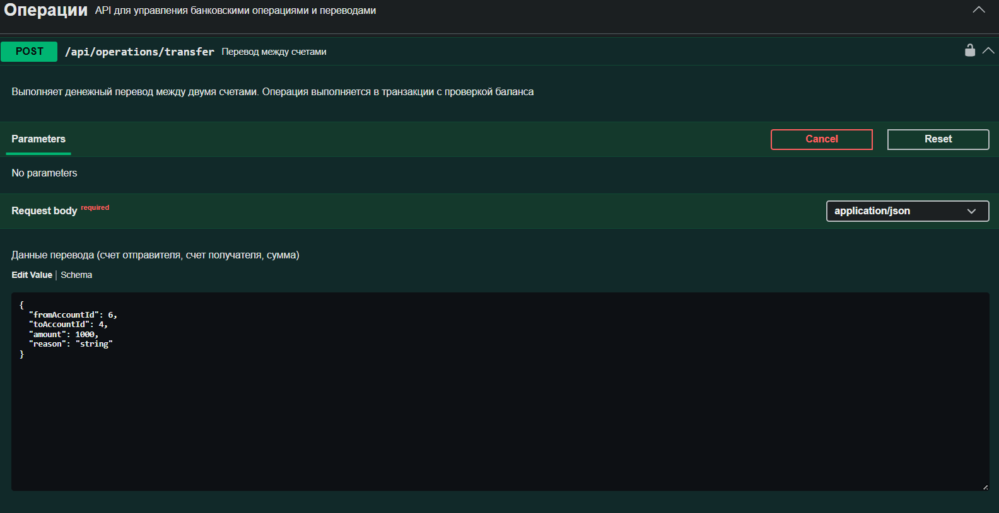 Операции API для управления банковскими операциями и переводами
POST /api/operations/transfer Перевод между счетами
Выполняет денежный перевод между двумя счетами. Операция выполняется в транзакции с проверкой баланса
Parameters Cancel Reset
No parameters
Request body required application/json
Данные перевода (счет отправителя, счет получателя, сумма)
Edit Value | Schema
{
"fromAccountId": 6,
"toAccountId": 4,
"amount": 1000,
"reason": "string"
}